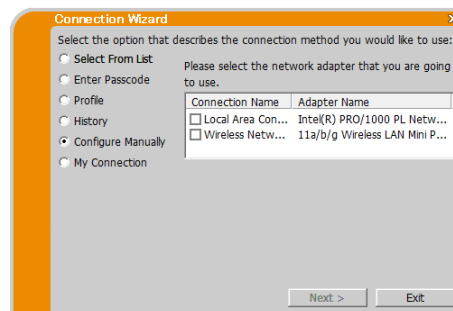 Connection Wizard
Select the option that describes the connection method you would like to use:
Select From List
Enter Passcode
Profile
History
Configure Manually
My Connection
Please select the network adapter that you are going
to use.
Connection Name Adapter Name
Local Area Con... Intel(R) PRO/1000 PL Netw...
Wireless Netw... 11a/b/g Wireless LAN Mini P...
Next > Exit